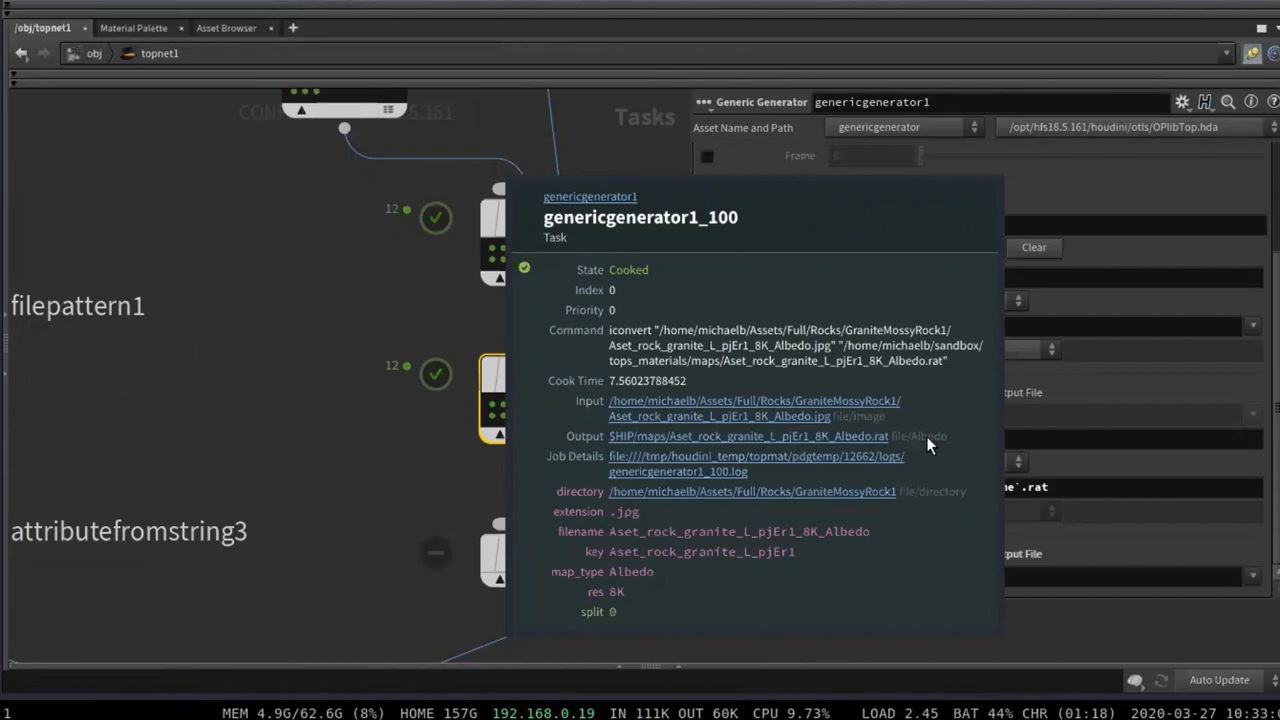 /obj/topnet1 × Material Palette × Asset Browser × +
obj topnet1
Tasks
Generic Generator genericgenerator1
Asset Name and Path genericgenerator /opt/hfs18.5.161/houdini/otls/OPlibTop.hda
Frame
12
genericgenerator1
genericgenerator1_100
Task
Clear
State Cooked
Index 0
Priority 0
filepattern1
Command iconvert "/home/michaelb/Assets/Full/Rocks/GraniteMossyRock1/
Aset_rock_granite_L_pjEr1_8K_Albedo.jpg" "/home/michaelb/sandbox/
tops_materials/maps/Aset_rock_granite_L_pjEr1_8K_Albedo.rat"
12
Cook Time 7.56023788452
Input /home/michaelb/Assets/Full/Rocks/GraniteMossyRock1/
Aset_rock_granite_L_pjEr1_8K_Albedo.jpg file/image
put File
Output $HIP/maps/Aset_rock_granite_L_pjEr1_8K_Albedo.rat file/Albedo
Job Details file:////tmp/houdini_temp/topmat/pdgtemp/12662/logs/
genericgenerator1_100.log
directory /home/michaelb/Assets/Full/Rocks/GraniteMossyRock1 file/directory
e`.rat
extension .jpg
filename Aset_rock_granite_L_pjEr1_8K_Albedo
attributefromstring3
key Aset_rock_granite_L_pjEr1
put File
map_type Albedo
res 8K
split 0
Auto Update
1 MEM 4.9G/62.6G (8%) HOME 157G 192.168.0.19 IN 111K OUT 60K CPU 9.73% LOAD 2.45 BAT 44% CHR (01:18) 2020-03-27 10:33:0